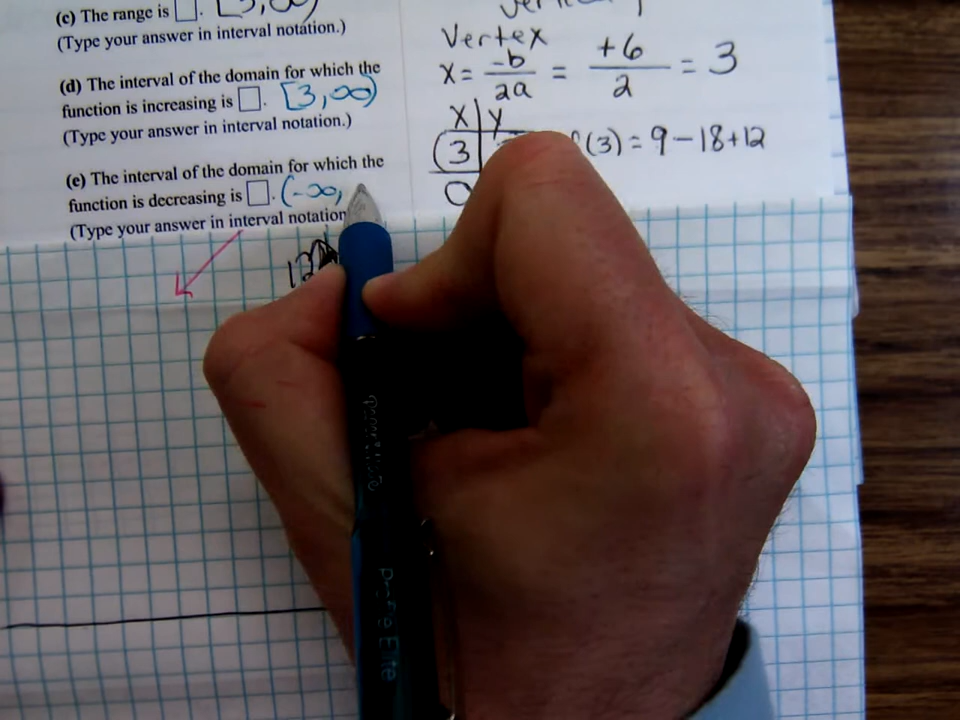 (c) The range is □. [3, ∞)
(Type your answer in interval notation.)
(d) The interval of the domain for which the
function is increasing is □. [3, ∞)
(Type your answer in interval notation.)
(e) The interval of the domain for which the
function is decreasing is □. (-∞,
(Type your answer in interval notation
12
Vertex
x = -b/2a = +6/2 = 3
x | y
3
(3) = 9 - 18 + 12
0
Profile Elite